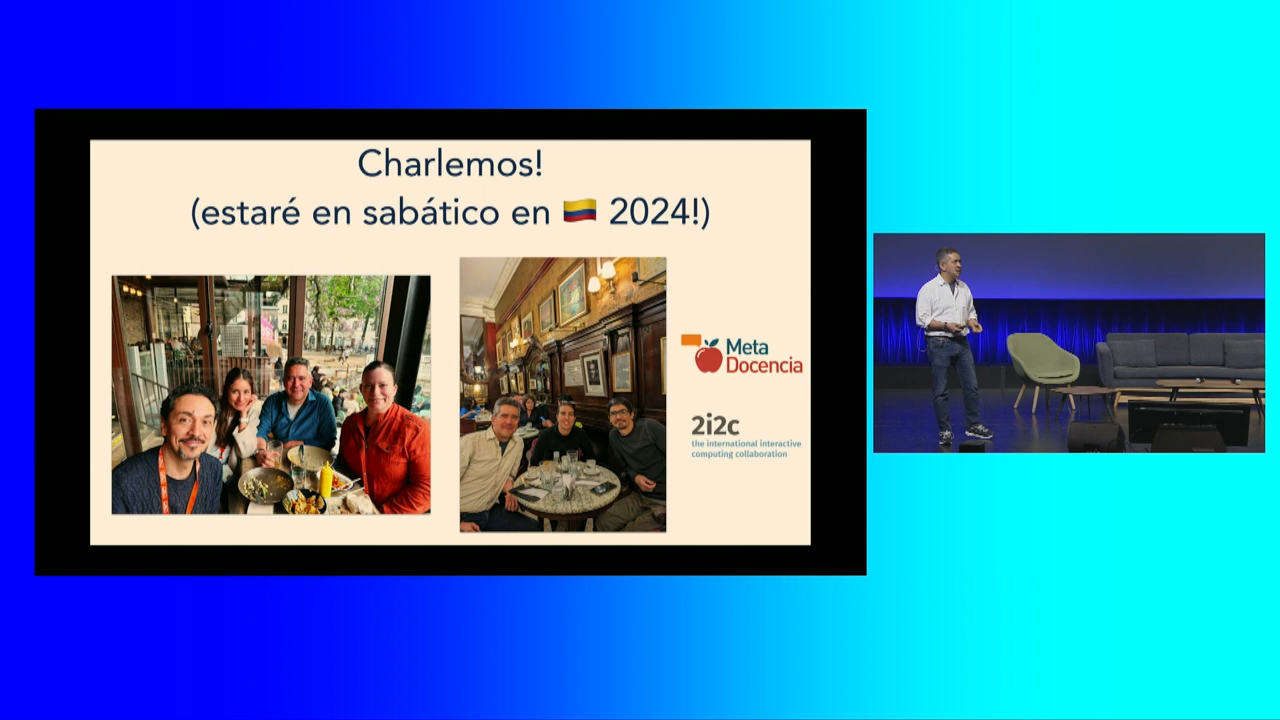 Charlemos!
(estaré en sabático en 🇨🇴 2024!)
Meta
Docencia
2i2c
the international interactive
computing collaboration